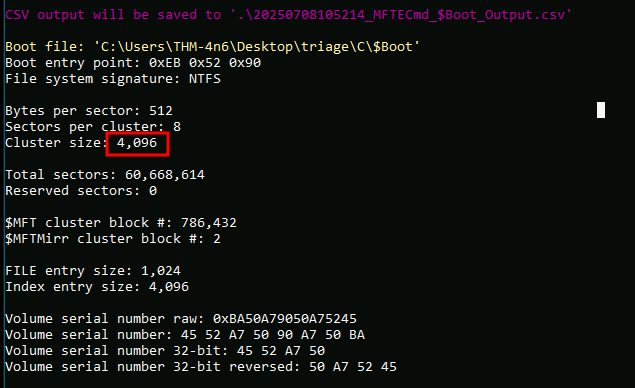 CSV output will be saved to '.\20250708105214_MFTECmd_$Boot_Output.csv'
Boot file: 'C:\Users\THM-4n6\Desktop\triage\C\$Boot'
Boot entry point: 0xEB 0x52 0x90
File system signature: NTFS
Bytes per sector: 512
Sectors per cluster: 8
Cluster size: 4,096
Total sectors: 60,668,614
Reserved sectors: 0
$MFT cluster block #: 786,432
$MFTMirr cluster block #: 2
FILE entry size: 1,024
Index entry size: 4,096
Volume serial number raw: 0xBA50A79050A75245
Volume serial number: 45 52 A7 50 90 A7 50 BA
Volume serial number 32-bit: 45 52 A7 50
Volume serial number 32-bit reversed: 50 A7 52 45